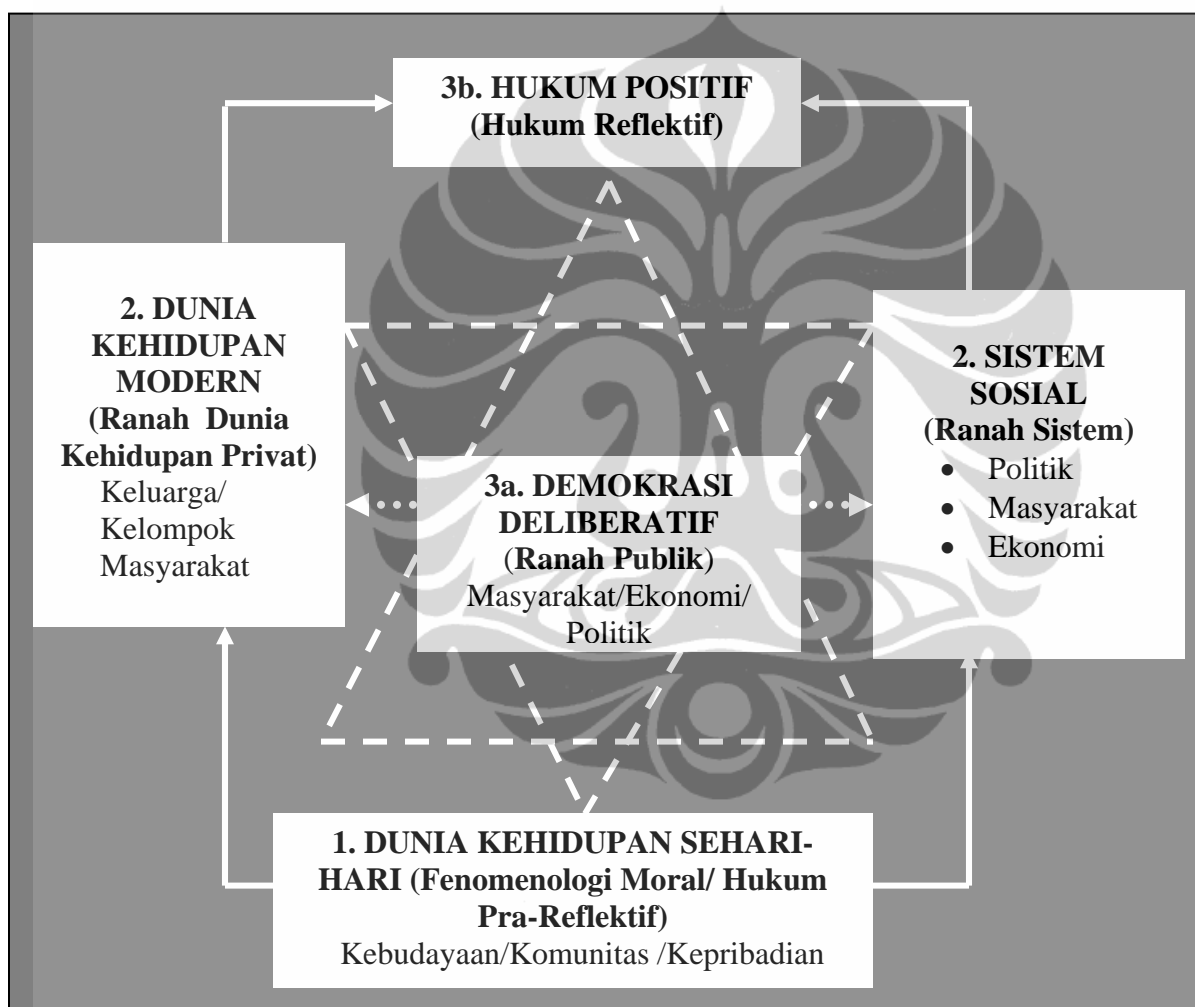 3b. HUKUM POSITIF
(Hukum Reflektif)
2. DUNIA
KEHIDUPAN
MODERN
(Ranah Dunia
Kehidupan Privat)
Keluarga/
Kelompok
Masyarakat
3a. DEMOKRASI
DELIBERATIF
(Ranah Publik)
Masyarakat/Ekonomi/
Politik
2. SISTEM
SOSIAL
(Ranah Sistem)
• Politik
• Masyarakat
• Ekonomi
1. DUNIA KEHIDUPAN SEHARI-
HARI (Fenomenologi Moral/ Hukum
Pra-Reflektif)
Kebudayaan/Komunitas /Kepribadian